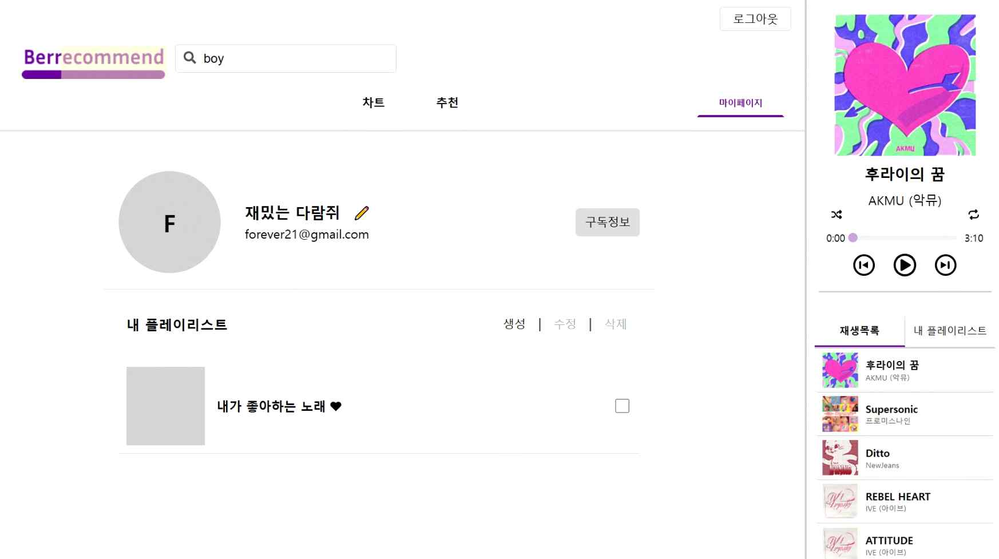 로그아웃
Berrecommend
boy
차트
추천
마이페이지
F
재밌는 다람쥐
forever21@gmail.com
구독정보
내 플레이리스트
생성 | 수정 | 삭제
내가 좋아하는 노래 ♥
AKMU
후라이의 꿈
AKMU (악뮤)
0:00
3:10
재생목록
내 플레이리스트
후라이의 꿈
AKMU (악뮤)
Supersonic
프로미스나인
Ditto
NewJeans
REBEL HEART
IVE (아이브)
ATTITUDE
IVE (아이브)